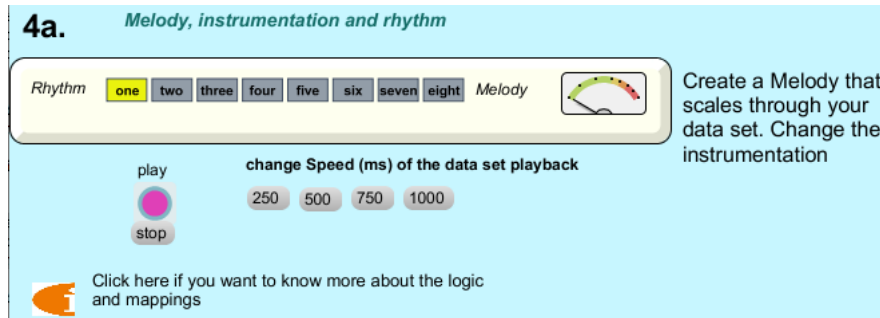 4a. Melody, instrumentation and rhythm
Rhythm one two three four five six seven eight Melody
Create a Melody that
scales through your
data set. Change the
instrumentation
play
change Speed (ms) of the data set playback
250 500 750 1000
stop
Click here if you want to know more about the logic
and mappings
i